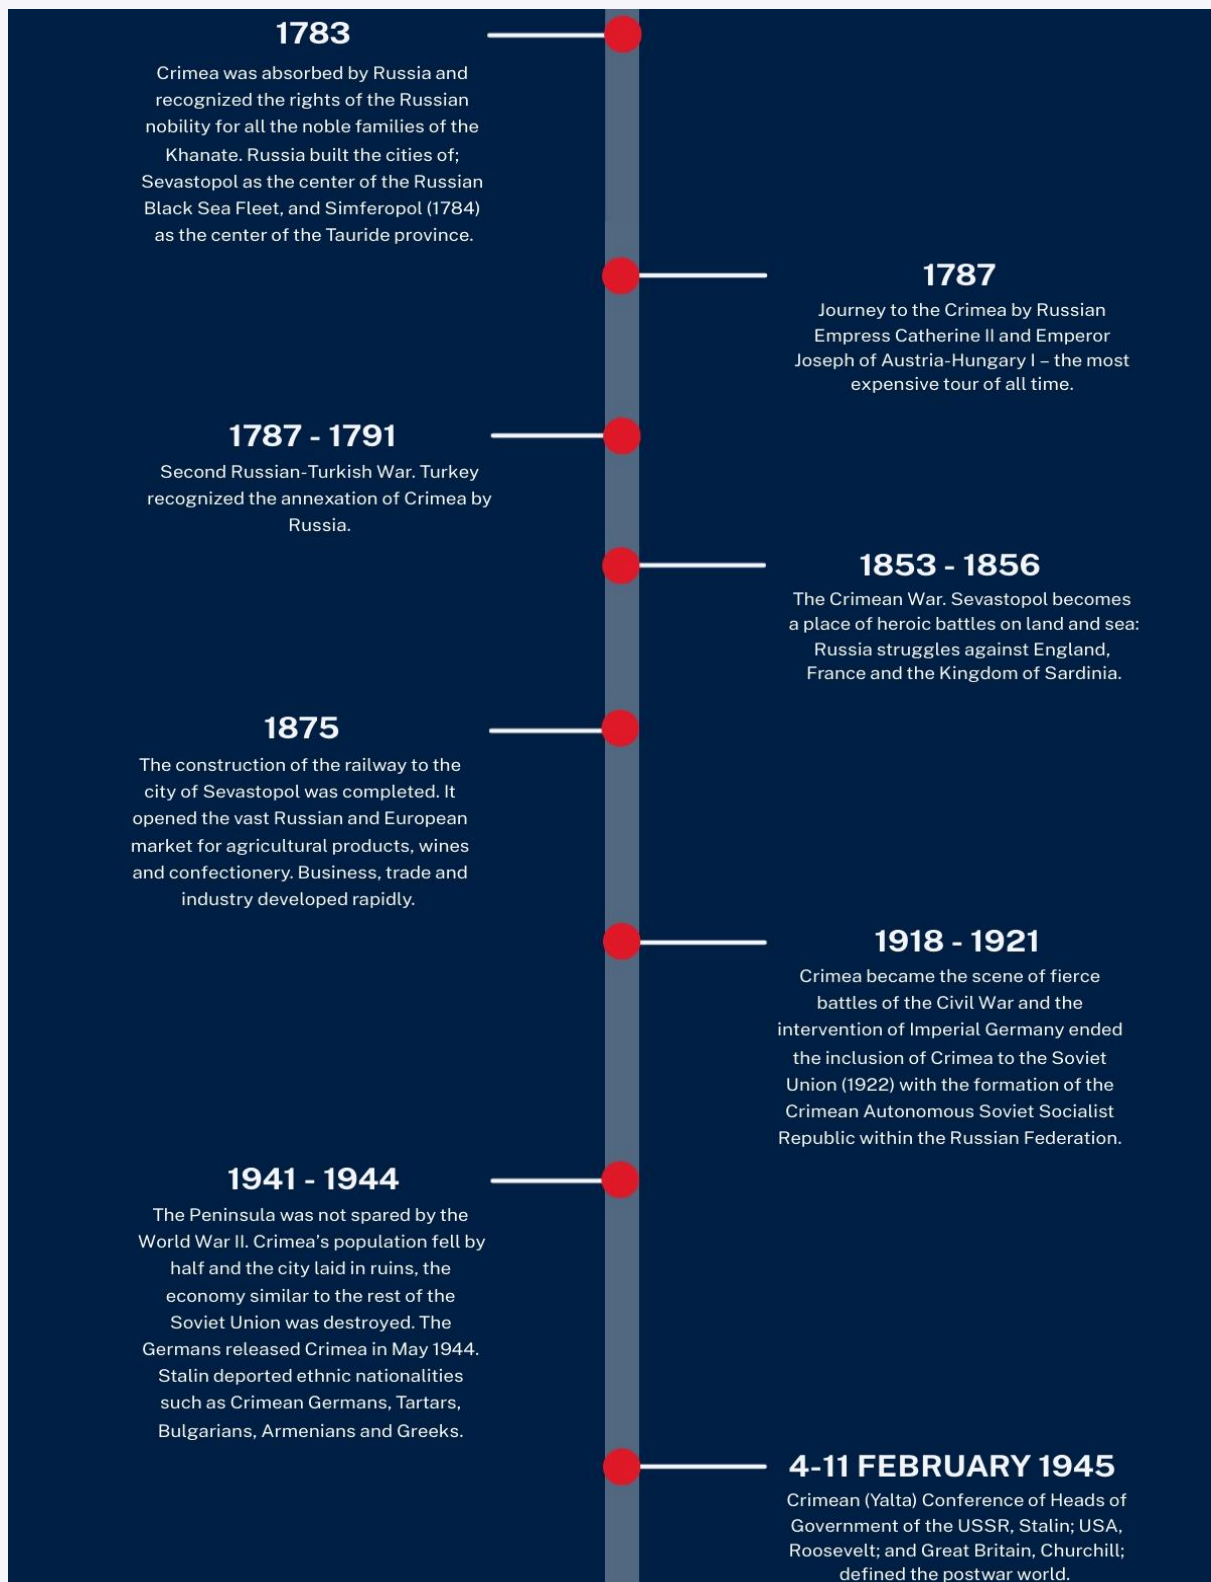 1783
Crimea was absorbed by Russia and
recognized the rights of the Russian
nobility for all the noble families of the
Khanate. Russia built the cities of;
Sevastopol as the center of the Russian
Black Sea Fleet, and Simferopol (1784)
as the center of the Tauride province.
1787
Journey to the Crimea by Russian
Empress Catherine II and Emperor
Joseph of Austria-Hungary I – the most
expensive tour of all time.
1787 - 1791
Second Russian-Turkish War. Turkey
recognized the annexation of Crimea by
Russia.
1853 - 1856
The Crimean War. Sevastopol becomes
a place of heroic battles on land and sea:
Russia struggles against England,
France and the Kingdom of Sardinia.
1875
The construction of the railway to the
city of Sevastopol was completed. It
opened the vast Russian and European
market for agricultural products, wines
and confectionery. Business, trade and
industry developed rapidly.
1918 - 1921
Crimea became the scene of fierce
battles of the Civil War and the
intervention of Imperial Germany ended
the inclusion of Crimea to the Soviet
Union (1922) with the formation of the
Crimean Autonomous Soviet Socialist
Republic within the Russian Federation.
1941 - 1944
The Peninsula was not spared by the
World War II. Crimea’s population fell by
half and the city laid in ruins, the
economy similar to the rest of the
Soviet Union was destroyed. The
Germans released Crimea in May 1944.
Stalin deported ethnic nationalities
such as Crimean Germans, Tartars,
Bulgarians, Armenians and Greeks.
4-11 FEBRUARY 1945
Crimean (Yalta) Conference of Heads of
Government of the USSR, Stalin; USA,
Roosevelt; and Great Britain, Churchill;
defined the postwar world.